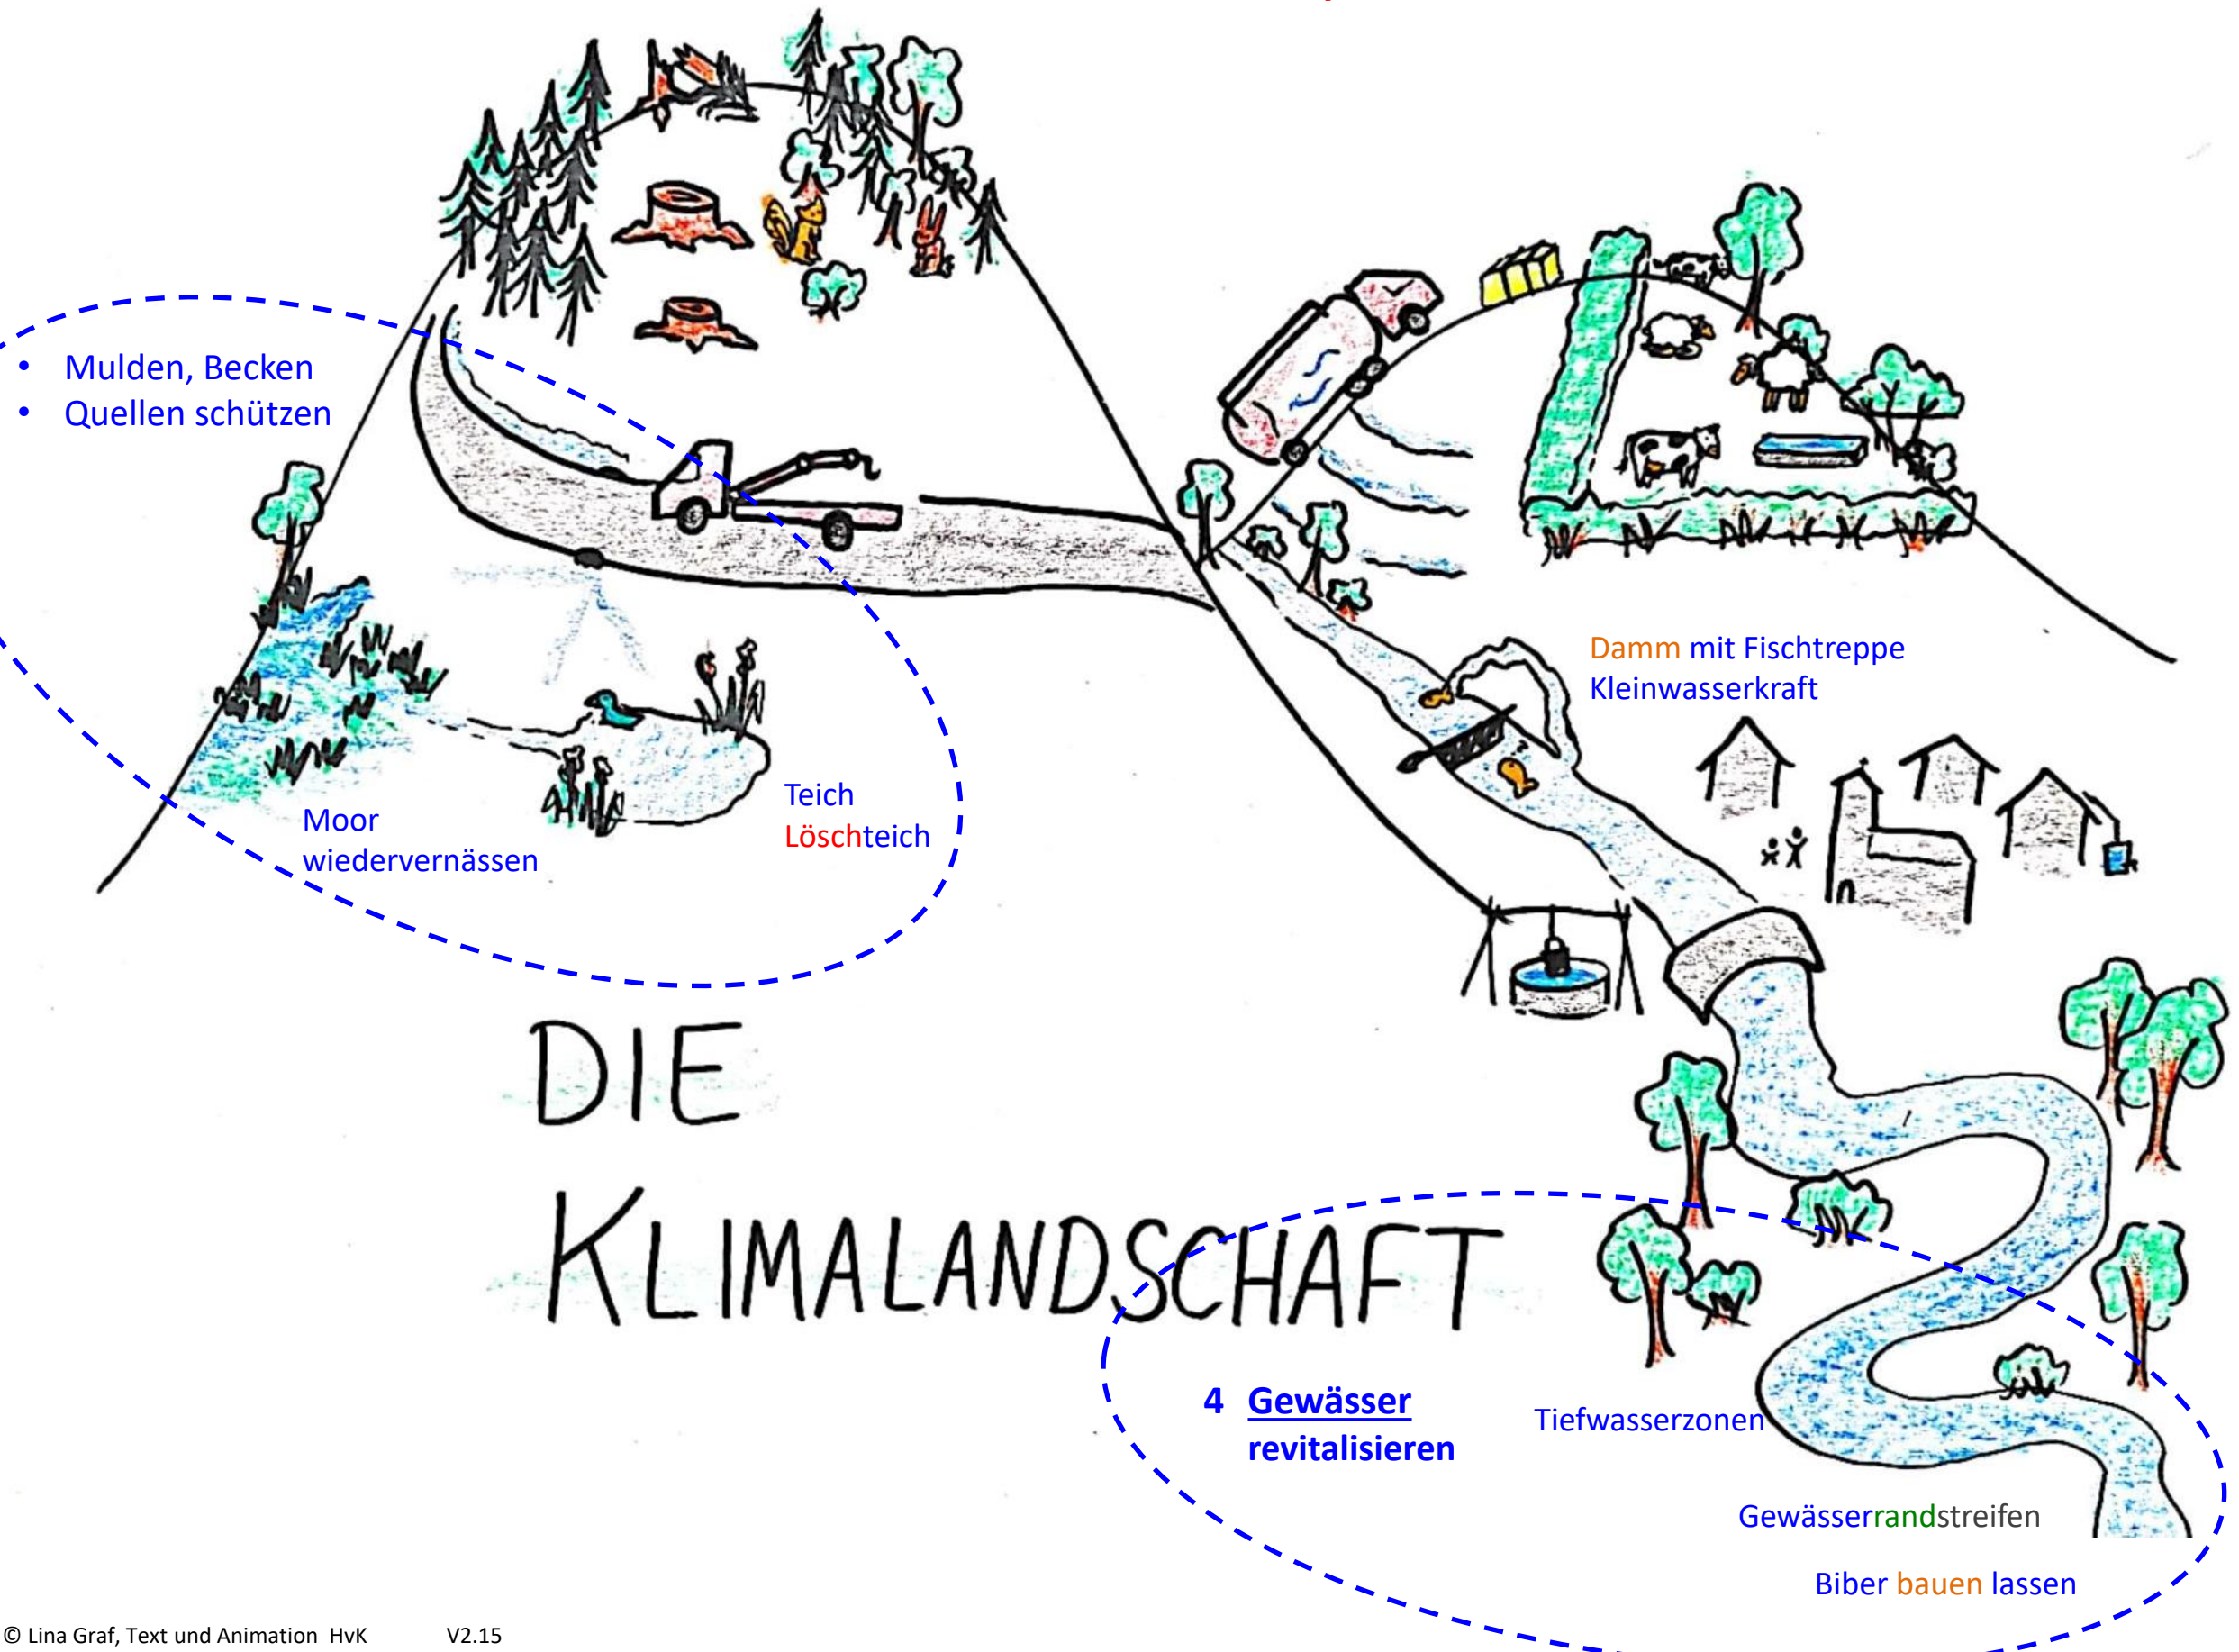 • Mulden, Becken
• Quellen schützen
Damm mit Fischtreppe
Kleinwasserkraft
Teich
Löschteich
Moor
wiedervernässen
DIE
KLIMALANDSCHAFT
4 Gewässer
revitalisieren
Tiefwasserzonen
Gewässerrandstreifen
Biber bauen lassen
© Lina Graf, Text und Animation HvK V2.15